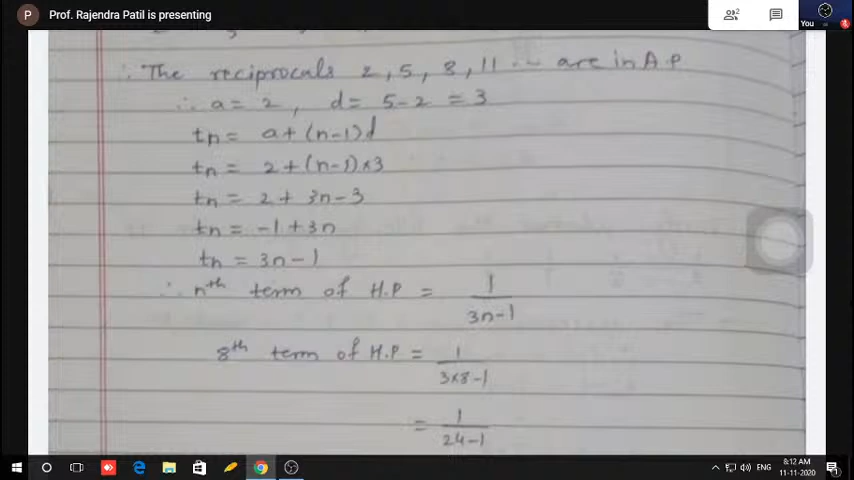 P Prof. Rajendra Patil is presenting
2
You
∴ The reciprocals 2, 5, 8, 11 ... are in A.P
∴ a = 2, d = 5-2 = 3
tn = a + (n-1)d
tn = 2 + (n-1)×3
tn = 2 + 3n-3
tn = -1 + 3n
tn = 3n-1
∴ nth term of H.P = 1/3n-1
8th term of H.P = 1/3×8-1
= 1/24-1
ENG
8:12 AM
11-11-2020